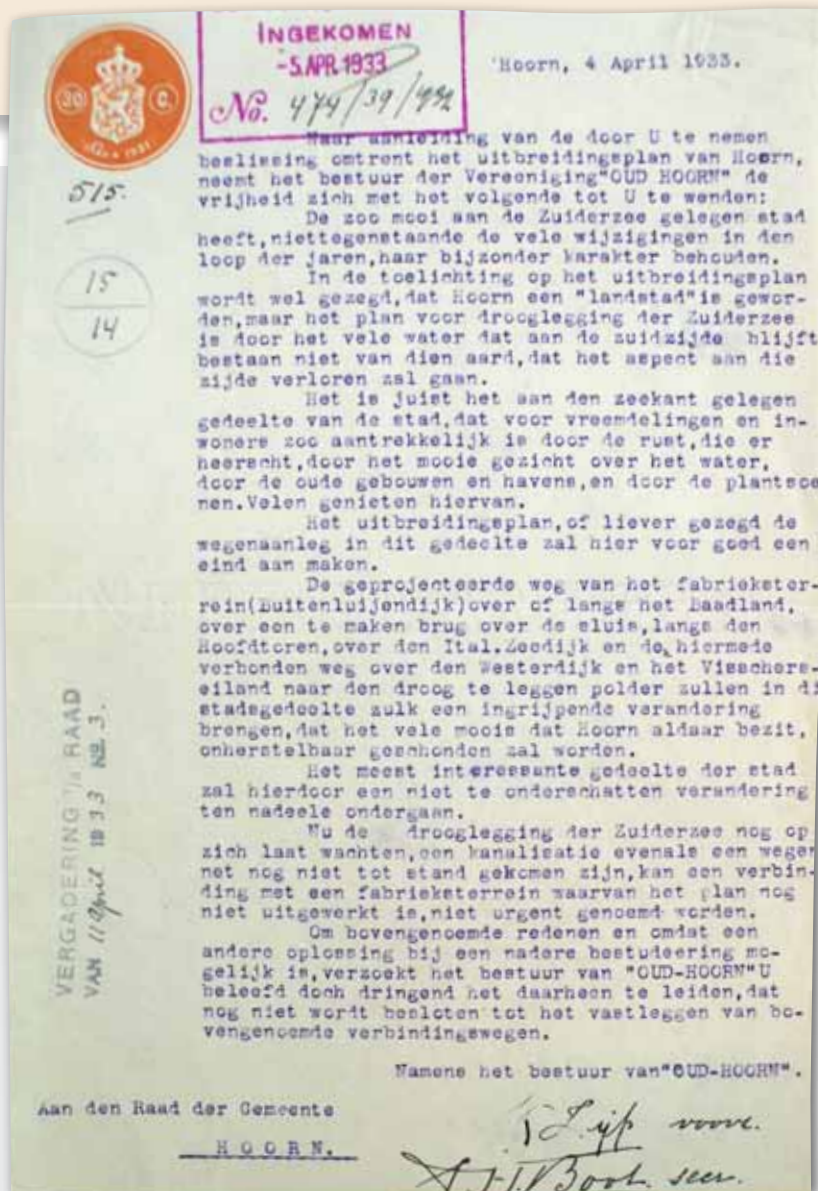 INGEKOMEN
-5.APR.1933
No. 474/39/
30 C.
Hoorn, 4 April 1933.
515.
15
14
Naar aanleiding van de door U te nemen
beslissing omtrent het uitbreidingsplan van Hoorn,
neemt het bestuur der Vereeniging"OUD HOORN" de
vrijheid zich met het volgende tot U te wenden:
De zoo mooi aan de Zuiderzee gelegen stad
heeft,niettegenstaande de vele wijzigingen in den
loop der jaren,haar bijzonder karakter behouden.
In de toelichting op het uitbreidingsplan
wordt wel gezegd,dat Hoorn een "landstad"is gewor-
den,maar het plan voor drooglegging der Zuiderzee
is door het vele water dat aan de zuidzijde blijft
bestaan niet van dien aard,dat het aspect aan die
zijde verloren zal gaan.
Het is juist het aan den zeekant gelegen
gedeelte van de stad,dat voor vreemdelingen en in-
woners zoo aantrekkelijk is door de rust,die er
heerscht,door het mooie gezicht over het water,
door de oude gebouwen en havens,en door de plantsoe
nen.Velen genieten hiervan.
Het uitbreidingsplan,of liever gezegd de
wegenaanleg in dit gedeelte zal hier voor goed een
eind aan maken.
De geprojenteerde weg van het fabriekster-
rein(Buitenluijendijk)over of langs het Baadland,
over een te maken brug over de sluis,langs den
Hoofdtoren,over den Ital.Zeedijk en de hiermede
verbonden weg over den Westerdijk en het Visschers-
eiland naar den droog te leggen polder zullen in di
stadsgedeelte zulk een ingrijpende verandering
brengen,dat het vele moois dat Hoorn aldaar bezit,
onherstelbaar geschonden zal worden.
Het meest interessante gedeelte der stad
zal hierdoor een niet te onderschatten verandering
ten nadeele ondergaan.
Nu de drooglegging der Zuiderzee nog op
zich laat wachten,een kanalisatie evenals een wegen
net nog niet tot stand gekomen zijn,kan een verbin-
ding met een fabrieksterrein waarvan het plan nog
niet uitgewerkt is,niet urgent genoemd worden.
Om bovengenoemde redenen en omdat een
andere oplossing bij een nadere bestudeering mo-
gelijk is,verzoekt het bestuur van "OUD-HOORN"U
beleefd doch dringend het daarheen te leiden,dat
nog niet wordt besloten tot het vastleggen van bo-
vengenoemde verbindingswegen.
Namens het bestuur van"OUD-HOORN".
Aan den Raad der Gemeente
HOORN.
voorz.
Boot. secr.
VERGADERING v/d RAAD
VAN 11 April 1933 No 3.